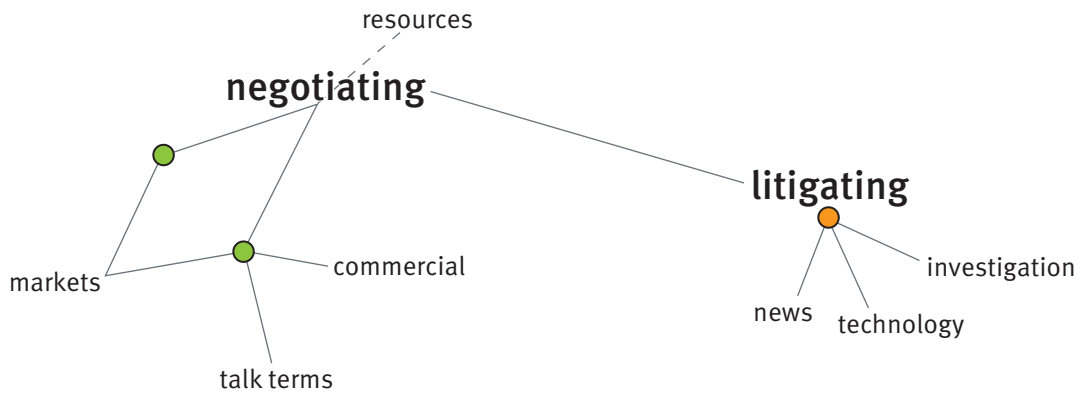 resources
negotiating
litigating
markets
commercial
investigation
news
technology
talk terms